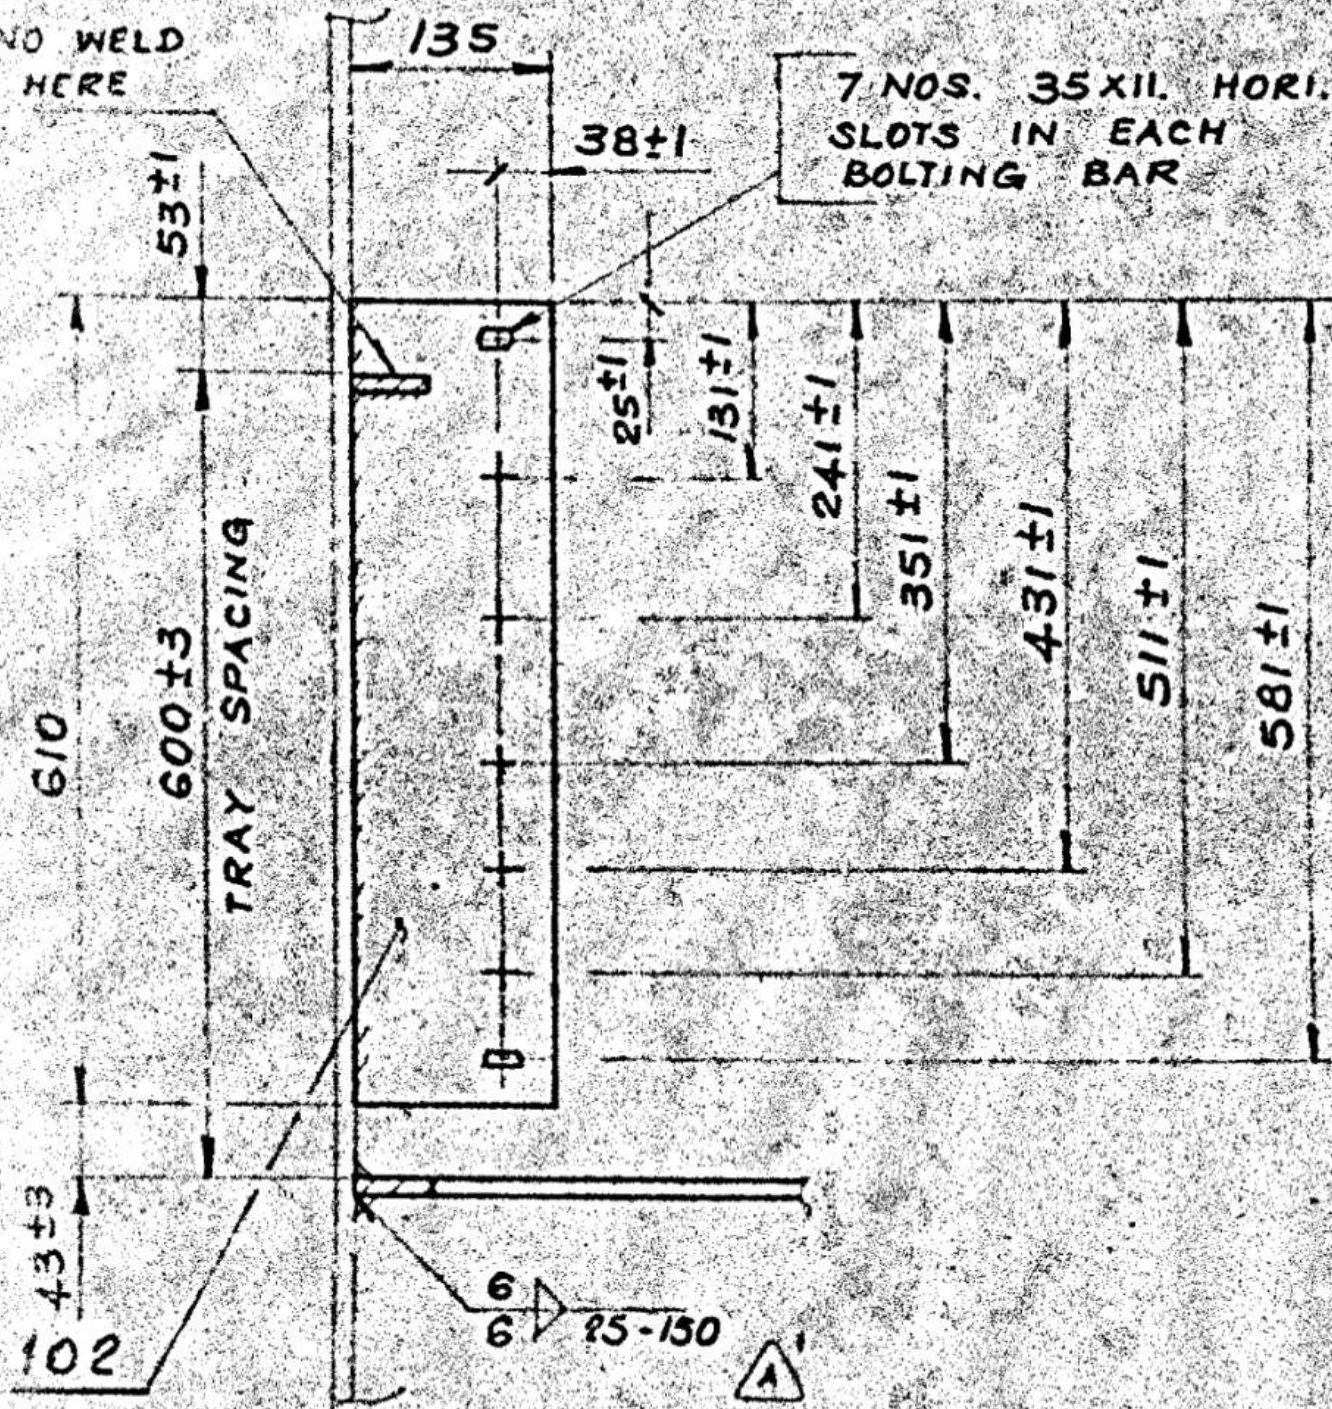 NO WELD
HERE
135
38±1
7 NOS. 35 X11. HORI.
SLOTS IN EACH
BOLTING BAR
53±1
25±1
131±1
241±1
351±1
431±1
511±1
581±1
610
600±3
TRAY SPACING
43±3
102
6
6 25-150
A